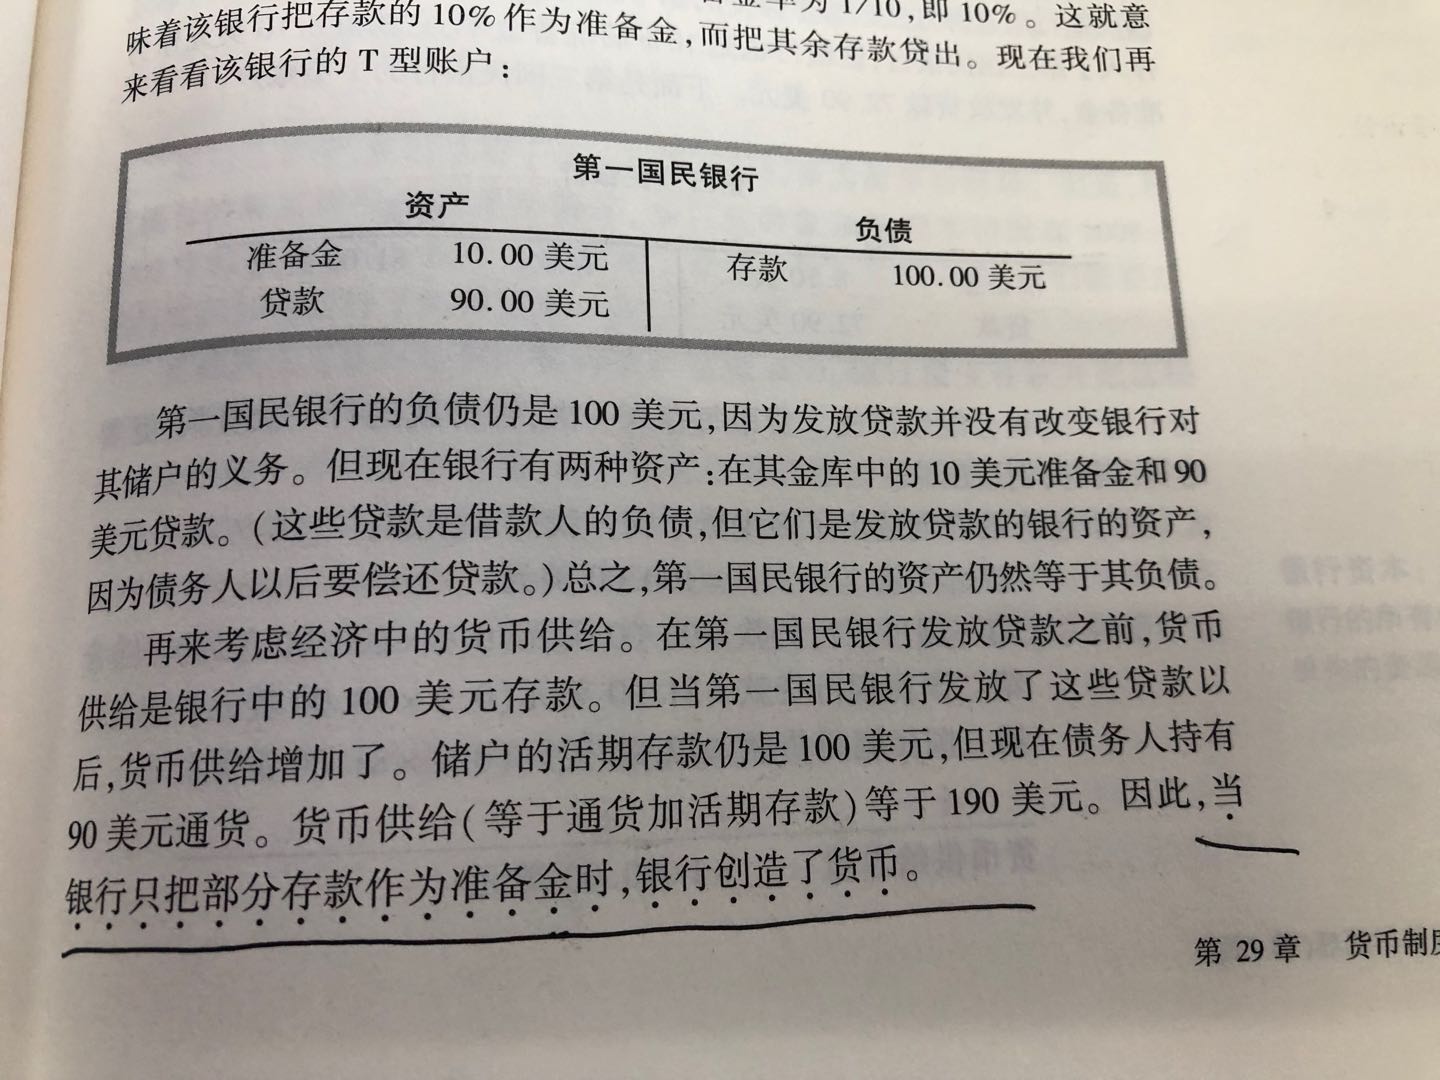 金率为 1/10,即 10%。这就意
味着该银行把存款的 10% 作为准备金,而把其余存款贷出。现在我们再
来看看该银行的 T 型账户:
第一国民银行
资产 负债
准备金 10.00 美元 存款 100.00 美元
贷款 90.00 美元
第一国民银行的负债仍是 100 美元,因为发放贷款并没有改变银行对
其储户的义务。但现在银行有两种资产:在其金库中的 10 美元准备金和 90
美元贷款。(这些贷款是借款人的负债,但它们是发放贷款的银行的资产,
因为债务人以后要偿还贷款。)总之,第一国民银行的资产仍然等于其负债。
再来考虑经济中的货币供给。在第一国民银行发放贷款之前,货币
供给是银行中的 100 美元存款。但当第一国民银行发放了这些贷款以
后,货币供给增加了。储户的活期存款仍是 100 美元,但现在债务人持有
90 美元通货。货币供给(等于通货加活期存款)等于 190 美元。因此,当
银行只把部分存款作为准备金时,银行创造了货币。
第 29 章 货币制